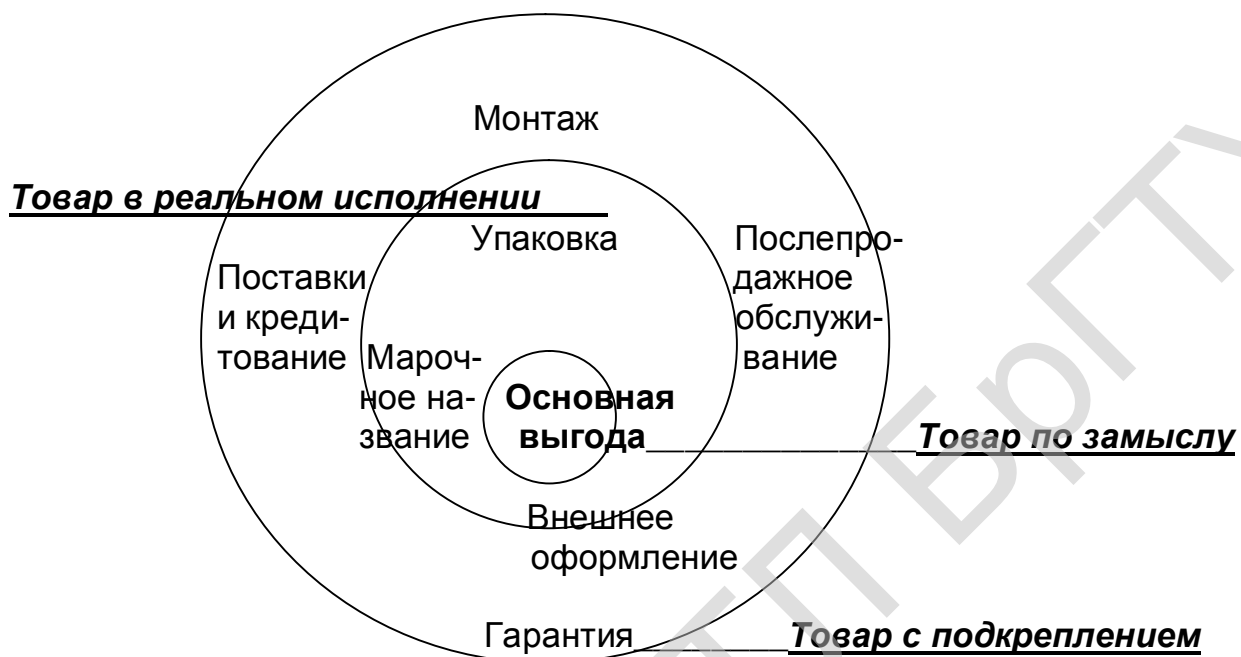 Монтаж
Товар в реальном исполнении
Упаковка
Послепро-
дажное
обслужи-
вание
Поставки
и креди-
тование
Мароч-
ное на-
звание
Основная
выгода
Товар по замыслу
Внешнее
оформление
Гарантия
Товар с подкреплением